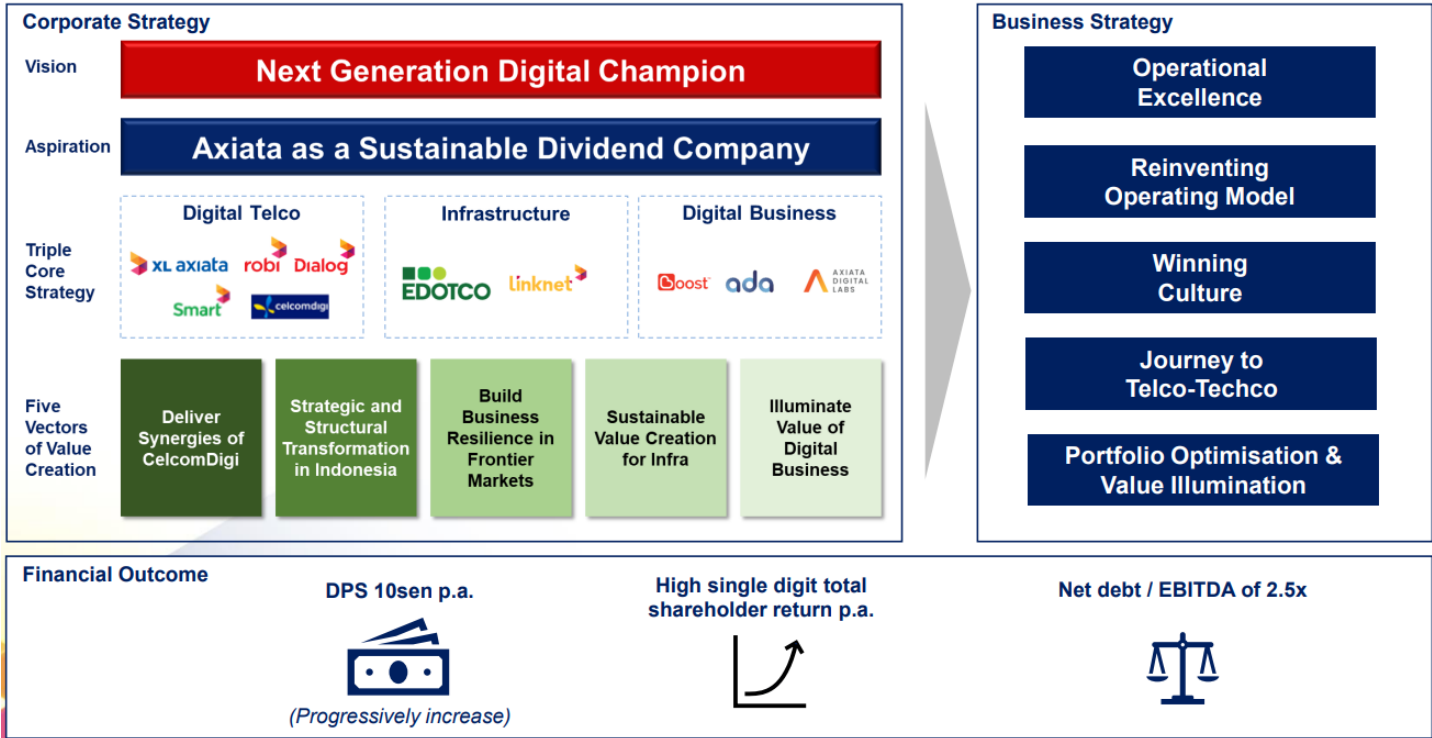 Corporate Strategy
Vision
Next Generation Digital Champion
Aspiration
Axiata as a Sustainable Dividend Company
Triple
Core
Strategy
Digital Telco
XL axiata
robi
Dialog
Smart
celcomdigi
Infrastructure
EDOTCO
linknet
Digital Business
Boost
ada
AXIATA
DIGITAL
LABS
Five
Vectors
of Value
Creation
Deliver
Synergies of
CelcomDigi
Strategic and
Structural
Transformation
in Indonesia
Build
Business
Resilience in
Frontier
Markets
Sustainable
Value Creation
for Infra
Illuminate
Value of
Digital
Business
Business Strategy
Operational
Excellence
Reinventing
Operating Model
Winning
Culture
Journey to
Telco-Techco
Portfolio Optimisation &
Value Illumination
Financial Outcome
DPS 10sen p.a.
(Progressively increase)
High single digit total
shareholder return p.a.
Net debt / EBITDA of 2.5x